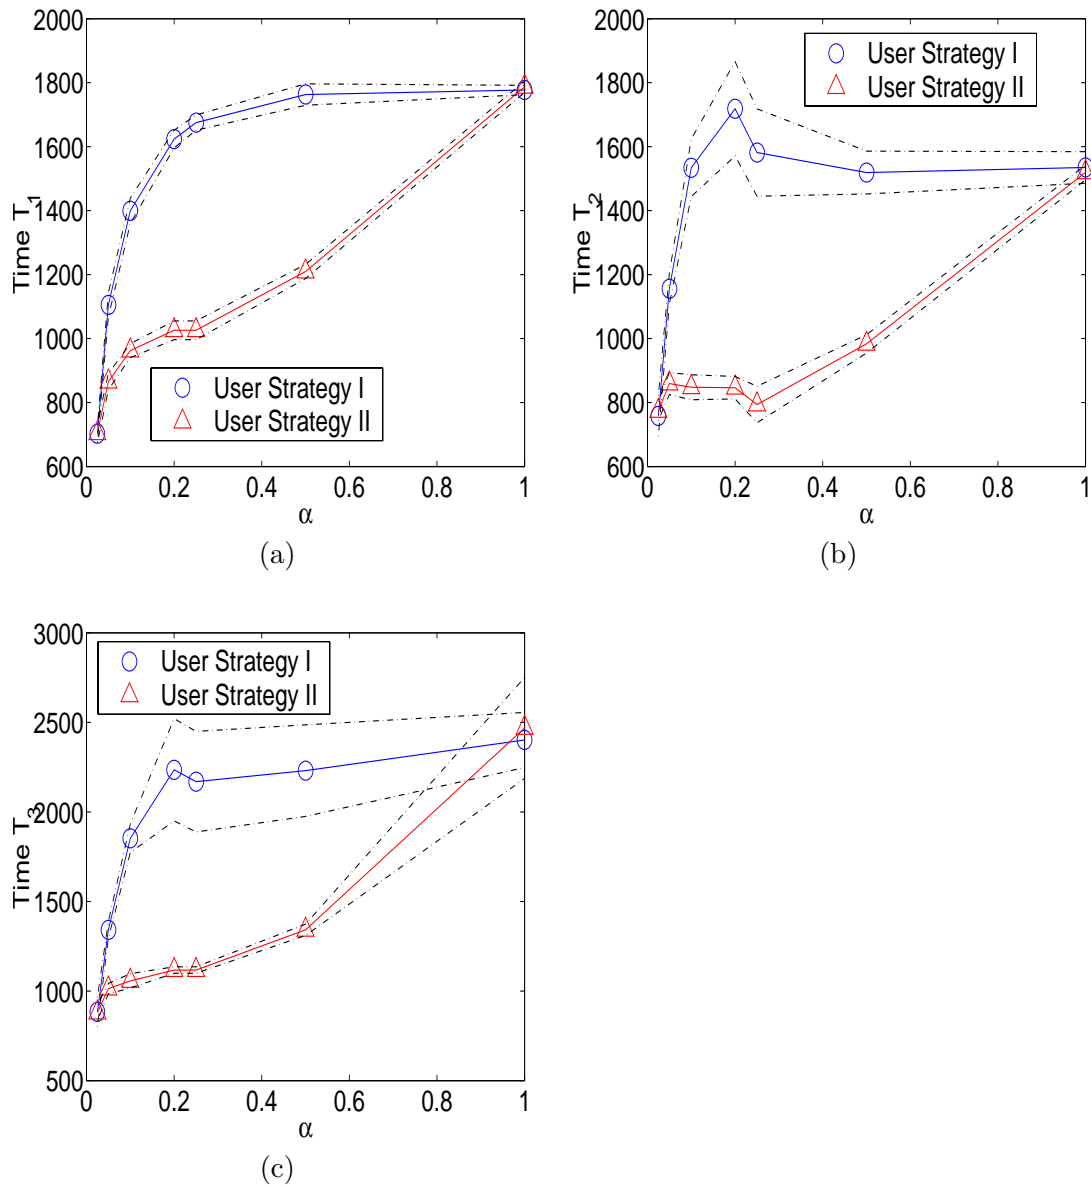 2000
1800
1600
1400
1200
1000
800
600
Time T_1
User Strategy I
User Strategy II
0 0.2 0.4 0.6 0.8 1
α
(a)
2000
1800
1600
1400
1200
1000
800
600
Time T_2
User Strategy I
User Strategy II
0 0.2 0.4 0.6 0.8 1
α
(b)
3000
2500
2000
1500
1000
500
Time T_3
User Strategy I
User Strategy II
0 0.2 0.4 0.6 0.8 1
α
(c)